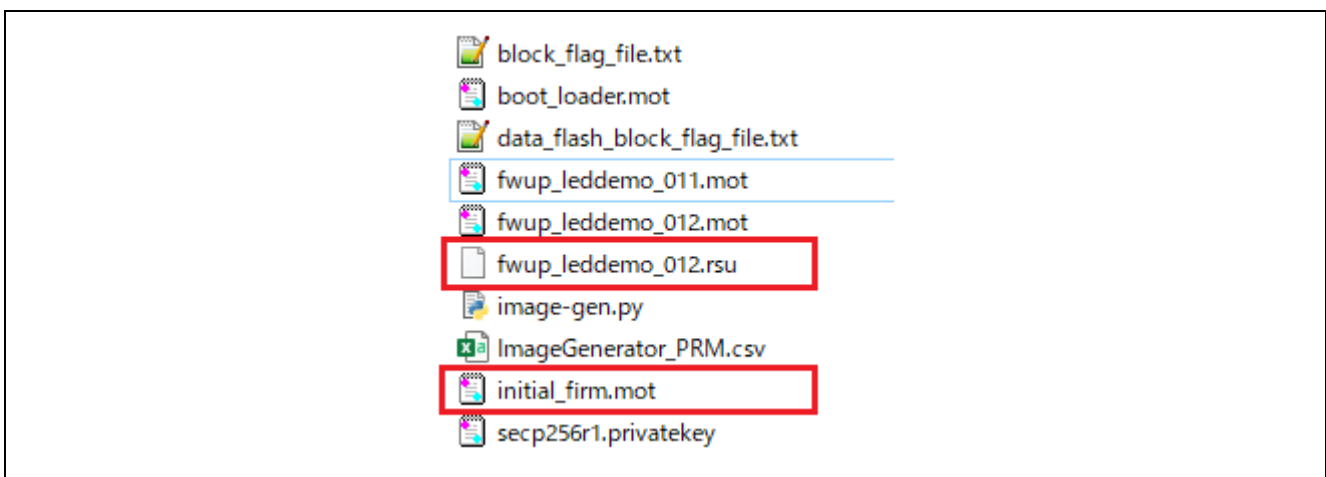 block_flag_file.txt
boot_loader.mot
data_flash_block_flag_file.txt
fwup_leddemo_011.mot
fwup_leddemo_012.mot
fwup_leddemo_012.rsu
image-gen.py
ImageGenerator_PRM.csv
initial_firm.mot
secp256r1.privatekey